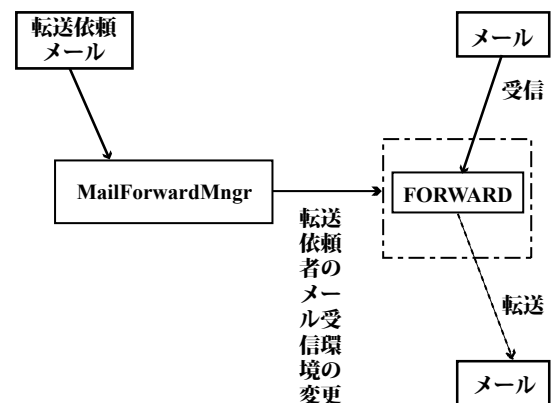 転送依頼
メール
メール
受信
MailForwardMngr
FORWARD
転送
依頼
者の
メー
ル受
信環
境の
変更
転送
メール